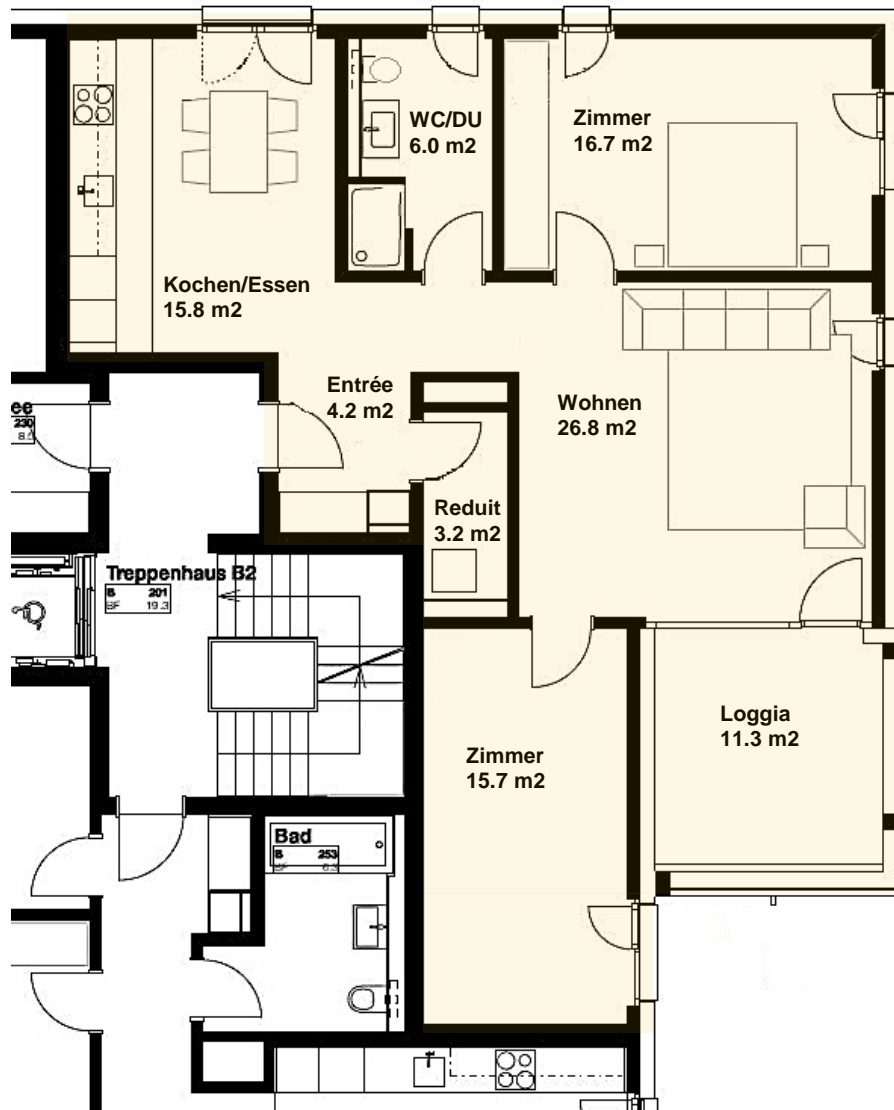 WC/DU
6.0 m2
Zimmer
16.7 m2
Kochen/Essen
15.8 m2
Entrée
4.2 m2
Wohnen
26.8 m2
ee
230
Reduit
3.2 m2
Treppenhaus B2
B 201
BF 19.3
Loggia
11.3 m2
Zimmer
15.7 m2
Bad
B 253